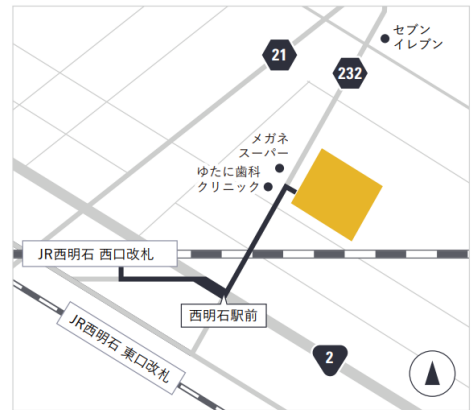 セブン
イレブン
21
232
メガネ
スーパー
ゆたに歯科
クリニック
JR西明石 西口改札
西明石駅前
JR西明石 東口改札
2